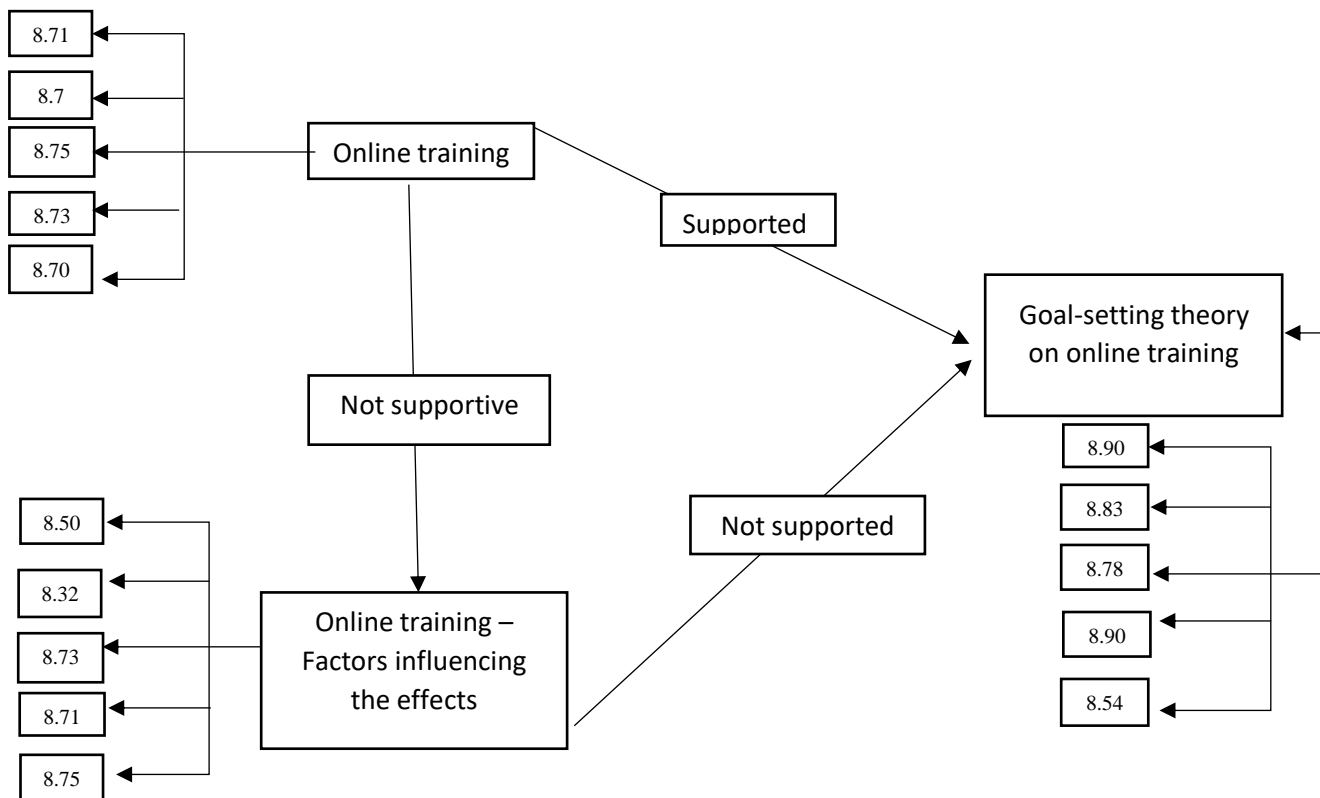 8.71
8.7
8.75
8.73
8.70
Online training
Supported
Goal-setting theory
on online training
Not supportive
8.90
8.83
8.78
8.90
8.54
Not supported
8.50
8.32
8.73
8.71
8.75
Online training –
Factors influencing
the effects